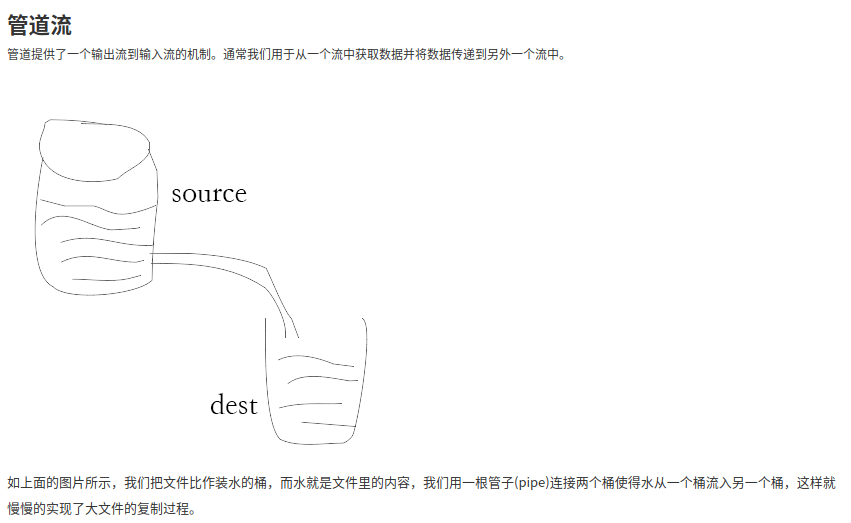 管道流
管道提供了一个输出流到输入流的机制。通常我们用于从一个流中获取数据并将数据传递到另外一个流中。
source
dest
如上面的图片所示，我们把文件比作装水的桶，而水就是文件里的内容，我们用一根管子(pipe)连接两个桶使得水从一个桶流入另一个桶，这样就
慢慢的实现了大文件的复制过程。